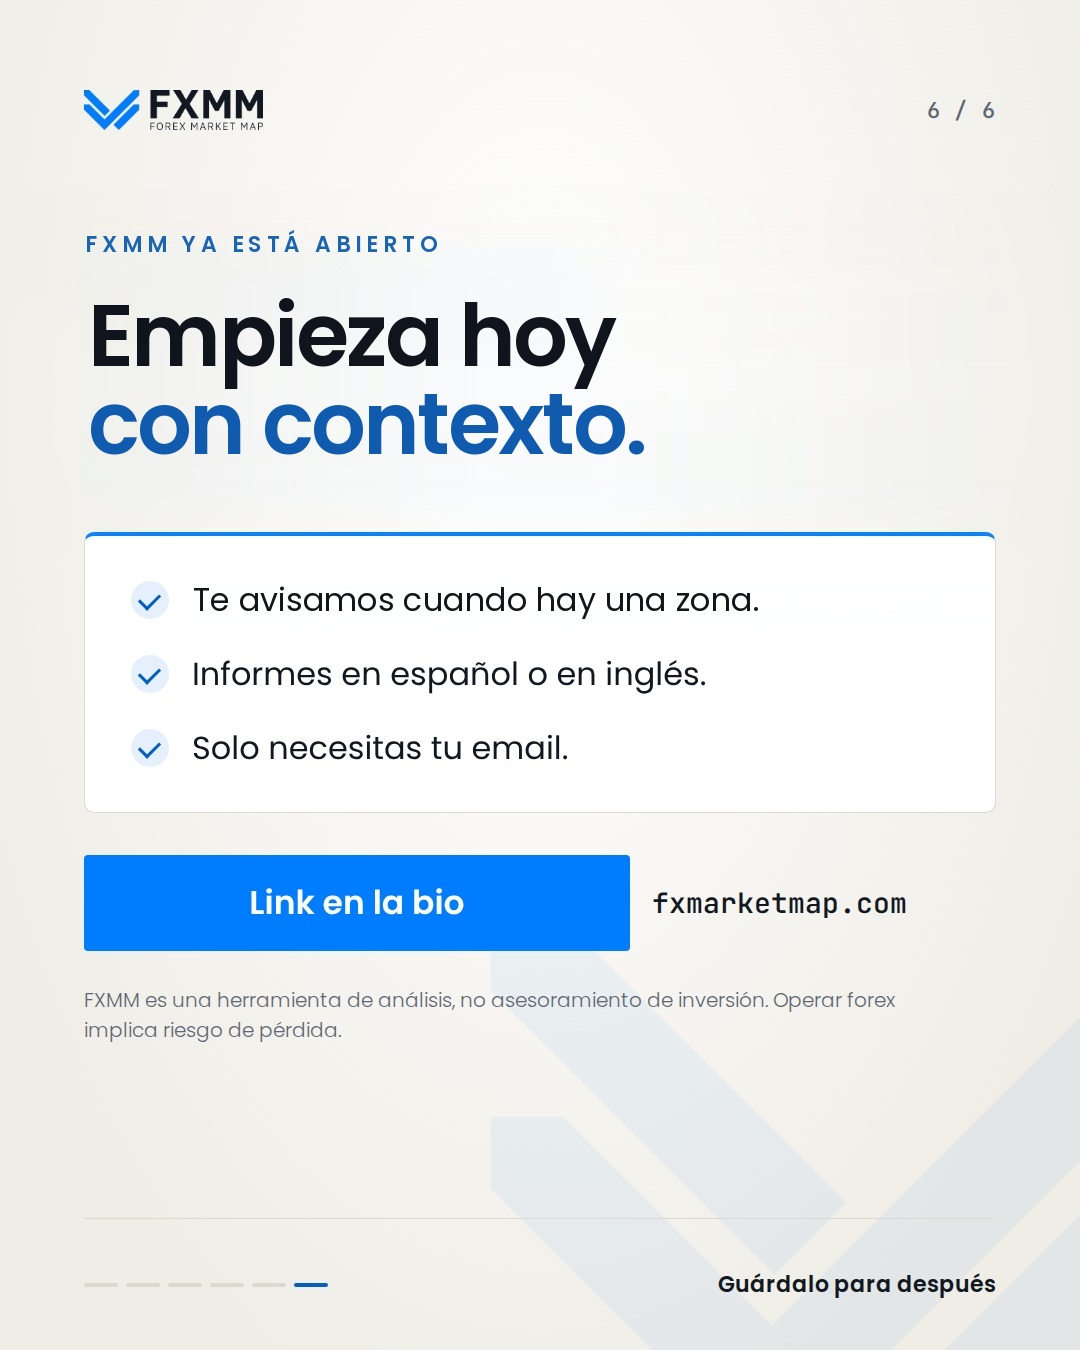 FXMM
FOREX MARKET MAP
6 / 6
FXMM YA ESTÁ ABIERTO
Empieza hoy
con contexto.
Te avisamos cuando hay una zona.
Informes en español o en inglés.
Solo necesitas tu email.
Link en la bio
fxmarketmap.com
FXMM es una herramienta de análisis, no asesoramiento de inversión. Operar forex
implica riesgo de pérdida.
Guárdalo para después